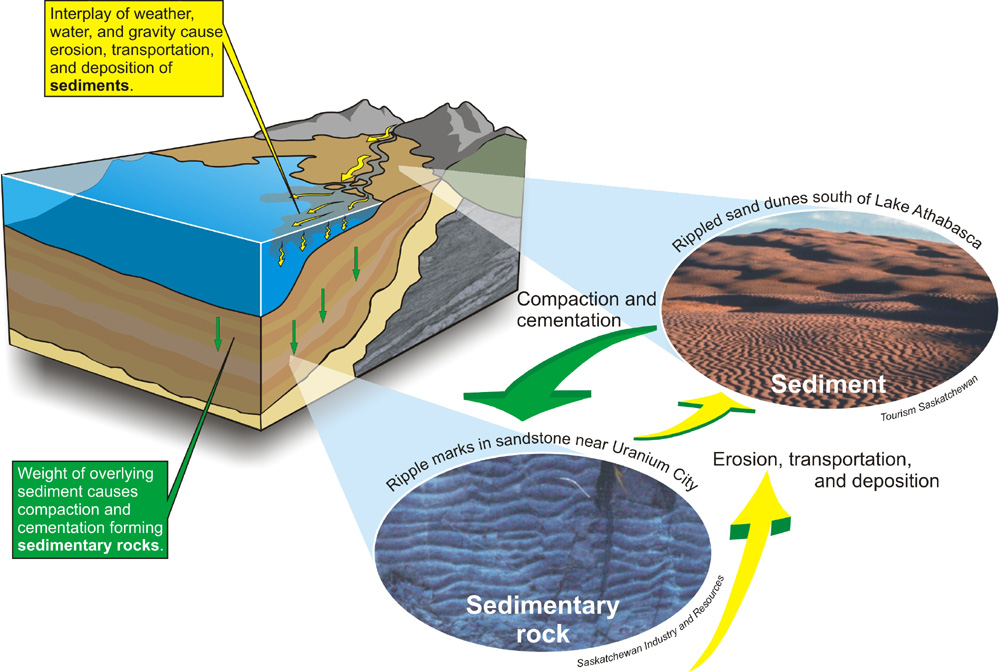 Interplay of weather,
water, and gravity cause
erosion, transportation,
and deposition of
sediments.
Rippled sand dunes south of Lake Athabasca
Compaction and
cementation
Sediment
Tourism Saskatchewan
Ripple marks in sandstone near Uranium City
Erosion, transportation,
and deposition
Weight of overlying
sediment causes
compaction and
cementation forming
sedimentary rocks.
Sedimentary
rock
Saskatchewan Industry and Resources